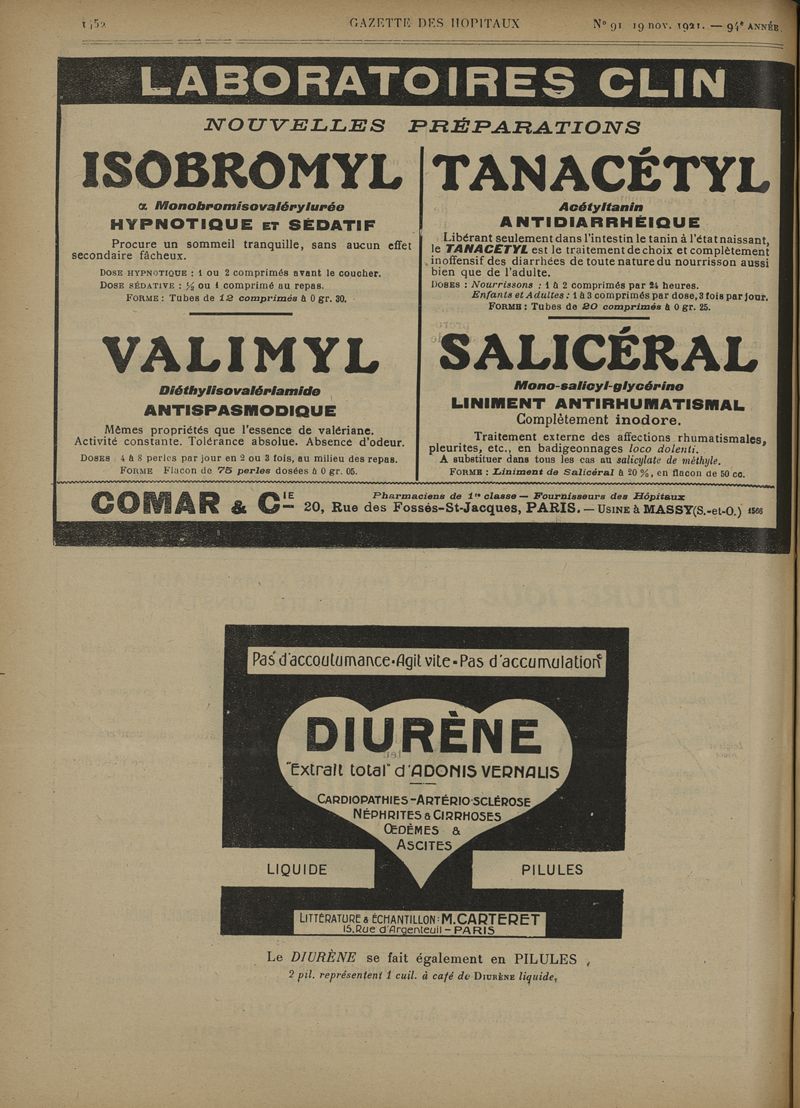 1452
GAZETTE DES HOPITAUX
N° 91 19 nov. 1921. — 94e ANNÉE
LABORATOIRES CLIN
NOUVELLES PRÉPARATIONS
ISOBROMYL
α Monobromisovalérylurée
HYPNOTIQUE ET SÉDATIF
Procure un sommeil tranquille, sans aucun effet
secondaire fâcheux.
DOSE HYPNOTIQUE : 1 ou 2 comprimés avant le coucher.
DOSE SÉDATIVE : ½ ou 1 comprimé au repas.
FORME : Tubes de 12 comprimés à 0 gr. 30.
VALIMYL
Diéthylisovalériamide
ANTISPASMODIQUE
Mêmes propriétés que l'essence de valériane.
Activité constante. Tolérance absolue. Absence d'odeur.
DOSES 4 à 8 perles par jour en 2 ou 3 fois, au milieu des repas.
FORME Flacon de 75 perles dosées à 0 gr. 05.
TANACÉTYL
Acétyltanin
ANTIDIARRHÉIQUE
Libérant seulement dans l'intestin le tanin à l'état naissant,
le TANACETYL est le traitement de choix et complètement
inoffensif des diarrhées de toute nature du nourrisson aussi
bien que de l'adulte.
DOSES : Nourrissons : 1 à 2 comprimés par 24 heures.
Enfants et Adultes : 1 à 3 comprimés par dose, 3 fois par jour.
FORME : Tubes de 20 comprimés à 0 gr. 25.
SALICÉRAL
Mono-salicyl-glycérine
LINIMENT ANTIRHUMATISMAL
Complètement inodore.
Traitement externe des affections rhumatismales,
pleurites, etc., en badigeonnages loco dolenti.
A substituer dans tous les cas au salicylate de méthyle.
FORME : Liniment de Salicéral à 20 %, en flacon de 50 cc.
COMAR & CIE
Pharmaciens de 1re classe — Fournisseurs des Hôpitaux
20, Rue des Fossés-St-Jacques, PARIS. — USINE à MASSY (S.-et-O.) 1566
Pas d'accoutumance • Agit vite • Pas d'accumulation
DIURÈNE
"Extrait total" d'ADONIS VERNALIS
CARDIOPATHIES - ARTÉRIO-SCLÉROSE
NÉPHRITES & CIRRHOSES
ŒDÈMES &
ASCITES
LIQUIDE
PILULES
LITTÉRATURE & ÉCHANTILLON : M. CARTERET
15, Rue d'Argenteuil - PARIS
Le DIURÈNE se fait également en PILULES
2 pil. représentent 1 cuil. à café de DIURÈNE liquide,